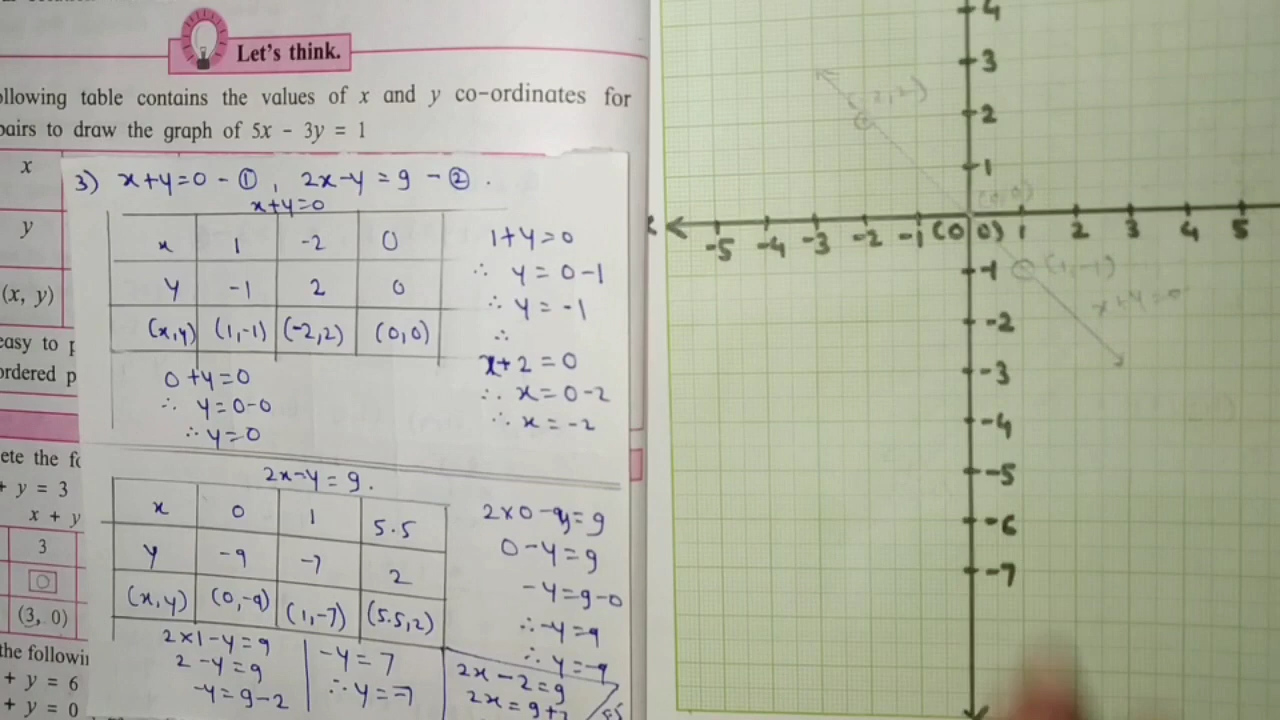 Let's think.
ollowing table contains the values of x and y co-ordinates for
pairs to draw the graph of 5x - 3y = 1
x
y
(x, y)
easy to p
ordered p
3) x+y=0 - ①, 2x-y = 9 - ② .
x+y=0
x 1 -2 0
y -1 2 0
(x,y) (1,-1) (-2,2) (0,0)
0+y=0
∴ y=0-0
∴ y=0
1+y=0
∴ y = 0-1
∴ y = -1
∴
x+2=0
∴ x=0-2
∴ x = -2
2x-y = 9.
x 0 1 5.5
y -9 -7 2
(x,y) (0,-9) (1,-7) (5.5,2)
2×1-y=9
2-y=9
-y=9-2
-y=7
∴ y=-7
2×0-y=9
0-y=9
-y=9-0
∴ -y=9
∴ y=-9
2x-2=9
2x=9+2
ete the fo
+ y = 3
x + y
3
0
(3, 0)
the followi
+ y = 6
+ y = 0
4
3
2
1
-5 -4 -3 -2 -1 (0 0) 1 2 3 4 5
-1
-2
-3
-4
-5
-6
-7
(-2,2)
(0,0)
(1,-1)
x+y=0